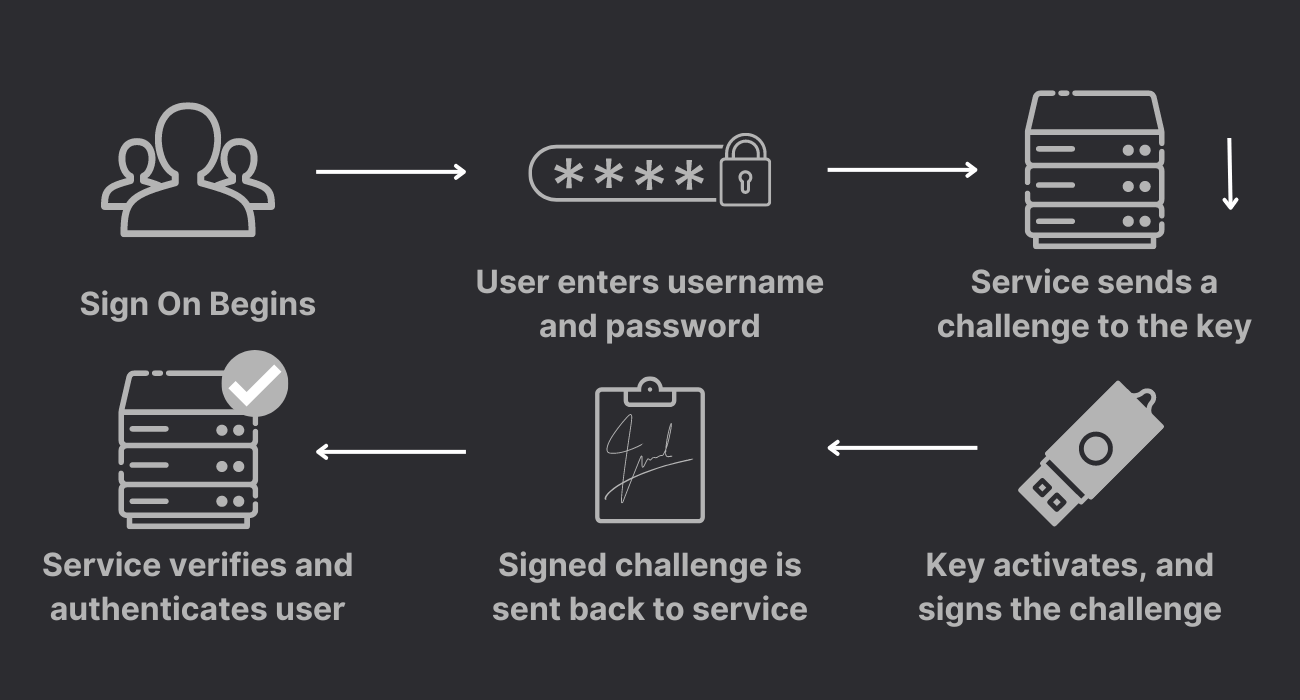 Sign On Begins
User enters username
and password
Service sends a
challenge to the key
Service verifies and
authenticates user
Signed challenge is
sent back to service
Key activates, and
signs the challenge